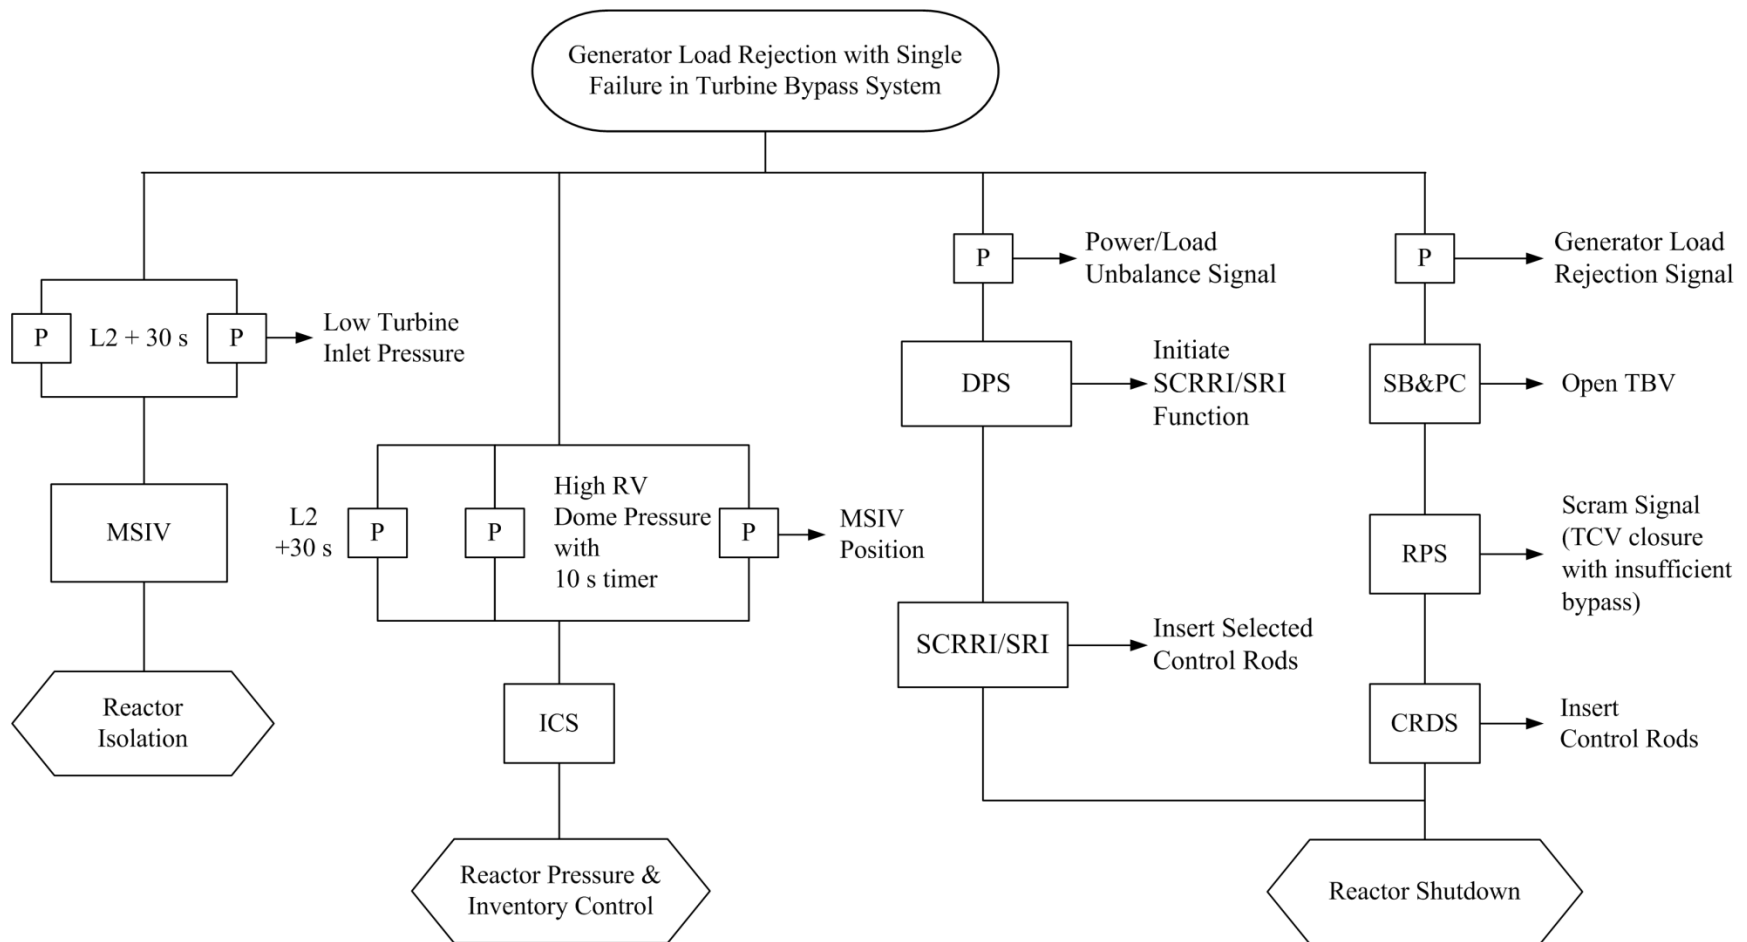 Generator Load Rejection with Single
Failure in Turbine Bypass System
P
L2 + 30 s
P
Low Turbine
Inlet Pressure
MSIV
Reactor
Isolation
L2
+30 s
P
P
High RV
Dome Pressure
with
10 s timer
P
MSIV
Position
ICS
Reactor Pressure &
Inventory Control
P
Power/Load
Unbalance Signal
DPS
Initiate
SCRRI/SRI
Function
SCRRI/SRI
Insert Selected
Control Rods
P
Generator Load
Rejection Signal
SB&PC
Open TBV
RPS
Scram Signal
(TCV closure
with insufficient
bypass)
CRDS
Insert
Control Rods
Reactor Shutdown